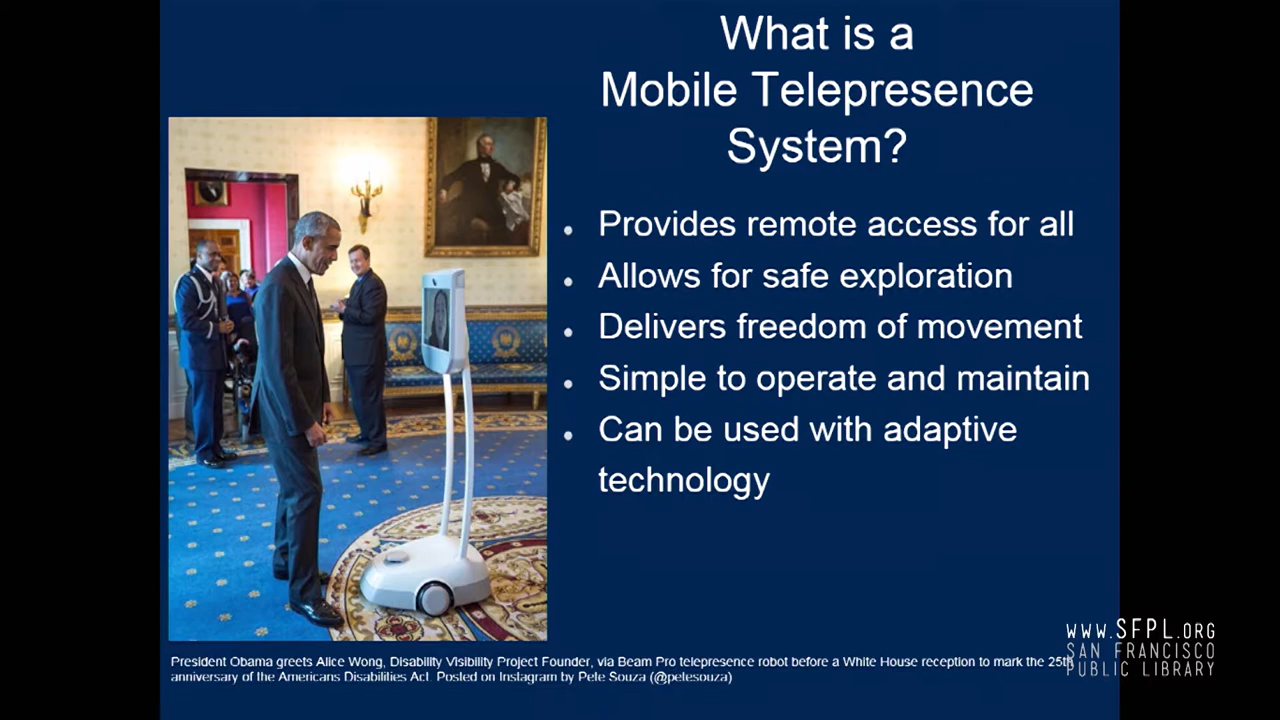 What is a
Mobile Telepresence
System?
Provides remote access for all
Allows for safe exploration
Delivers freedom of movement
Simple to operate and maintain
Can be used with adaptive
technology
President Obama greets Alice Wong, Disability Visibility Project Founder, via Beam Pro telepresence robot before a White House reception to mark the 25th
anniversary of the Americans Disabilities Act. Posted on Instagram by Pete Souza (@petesouza)
WWW.SFPL.ORG
SAN FRANCISCO
PUBLIC LIBRARY